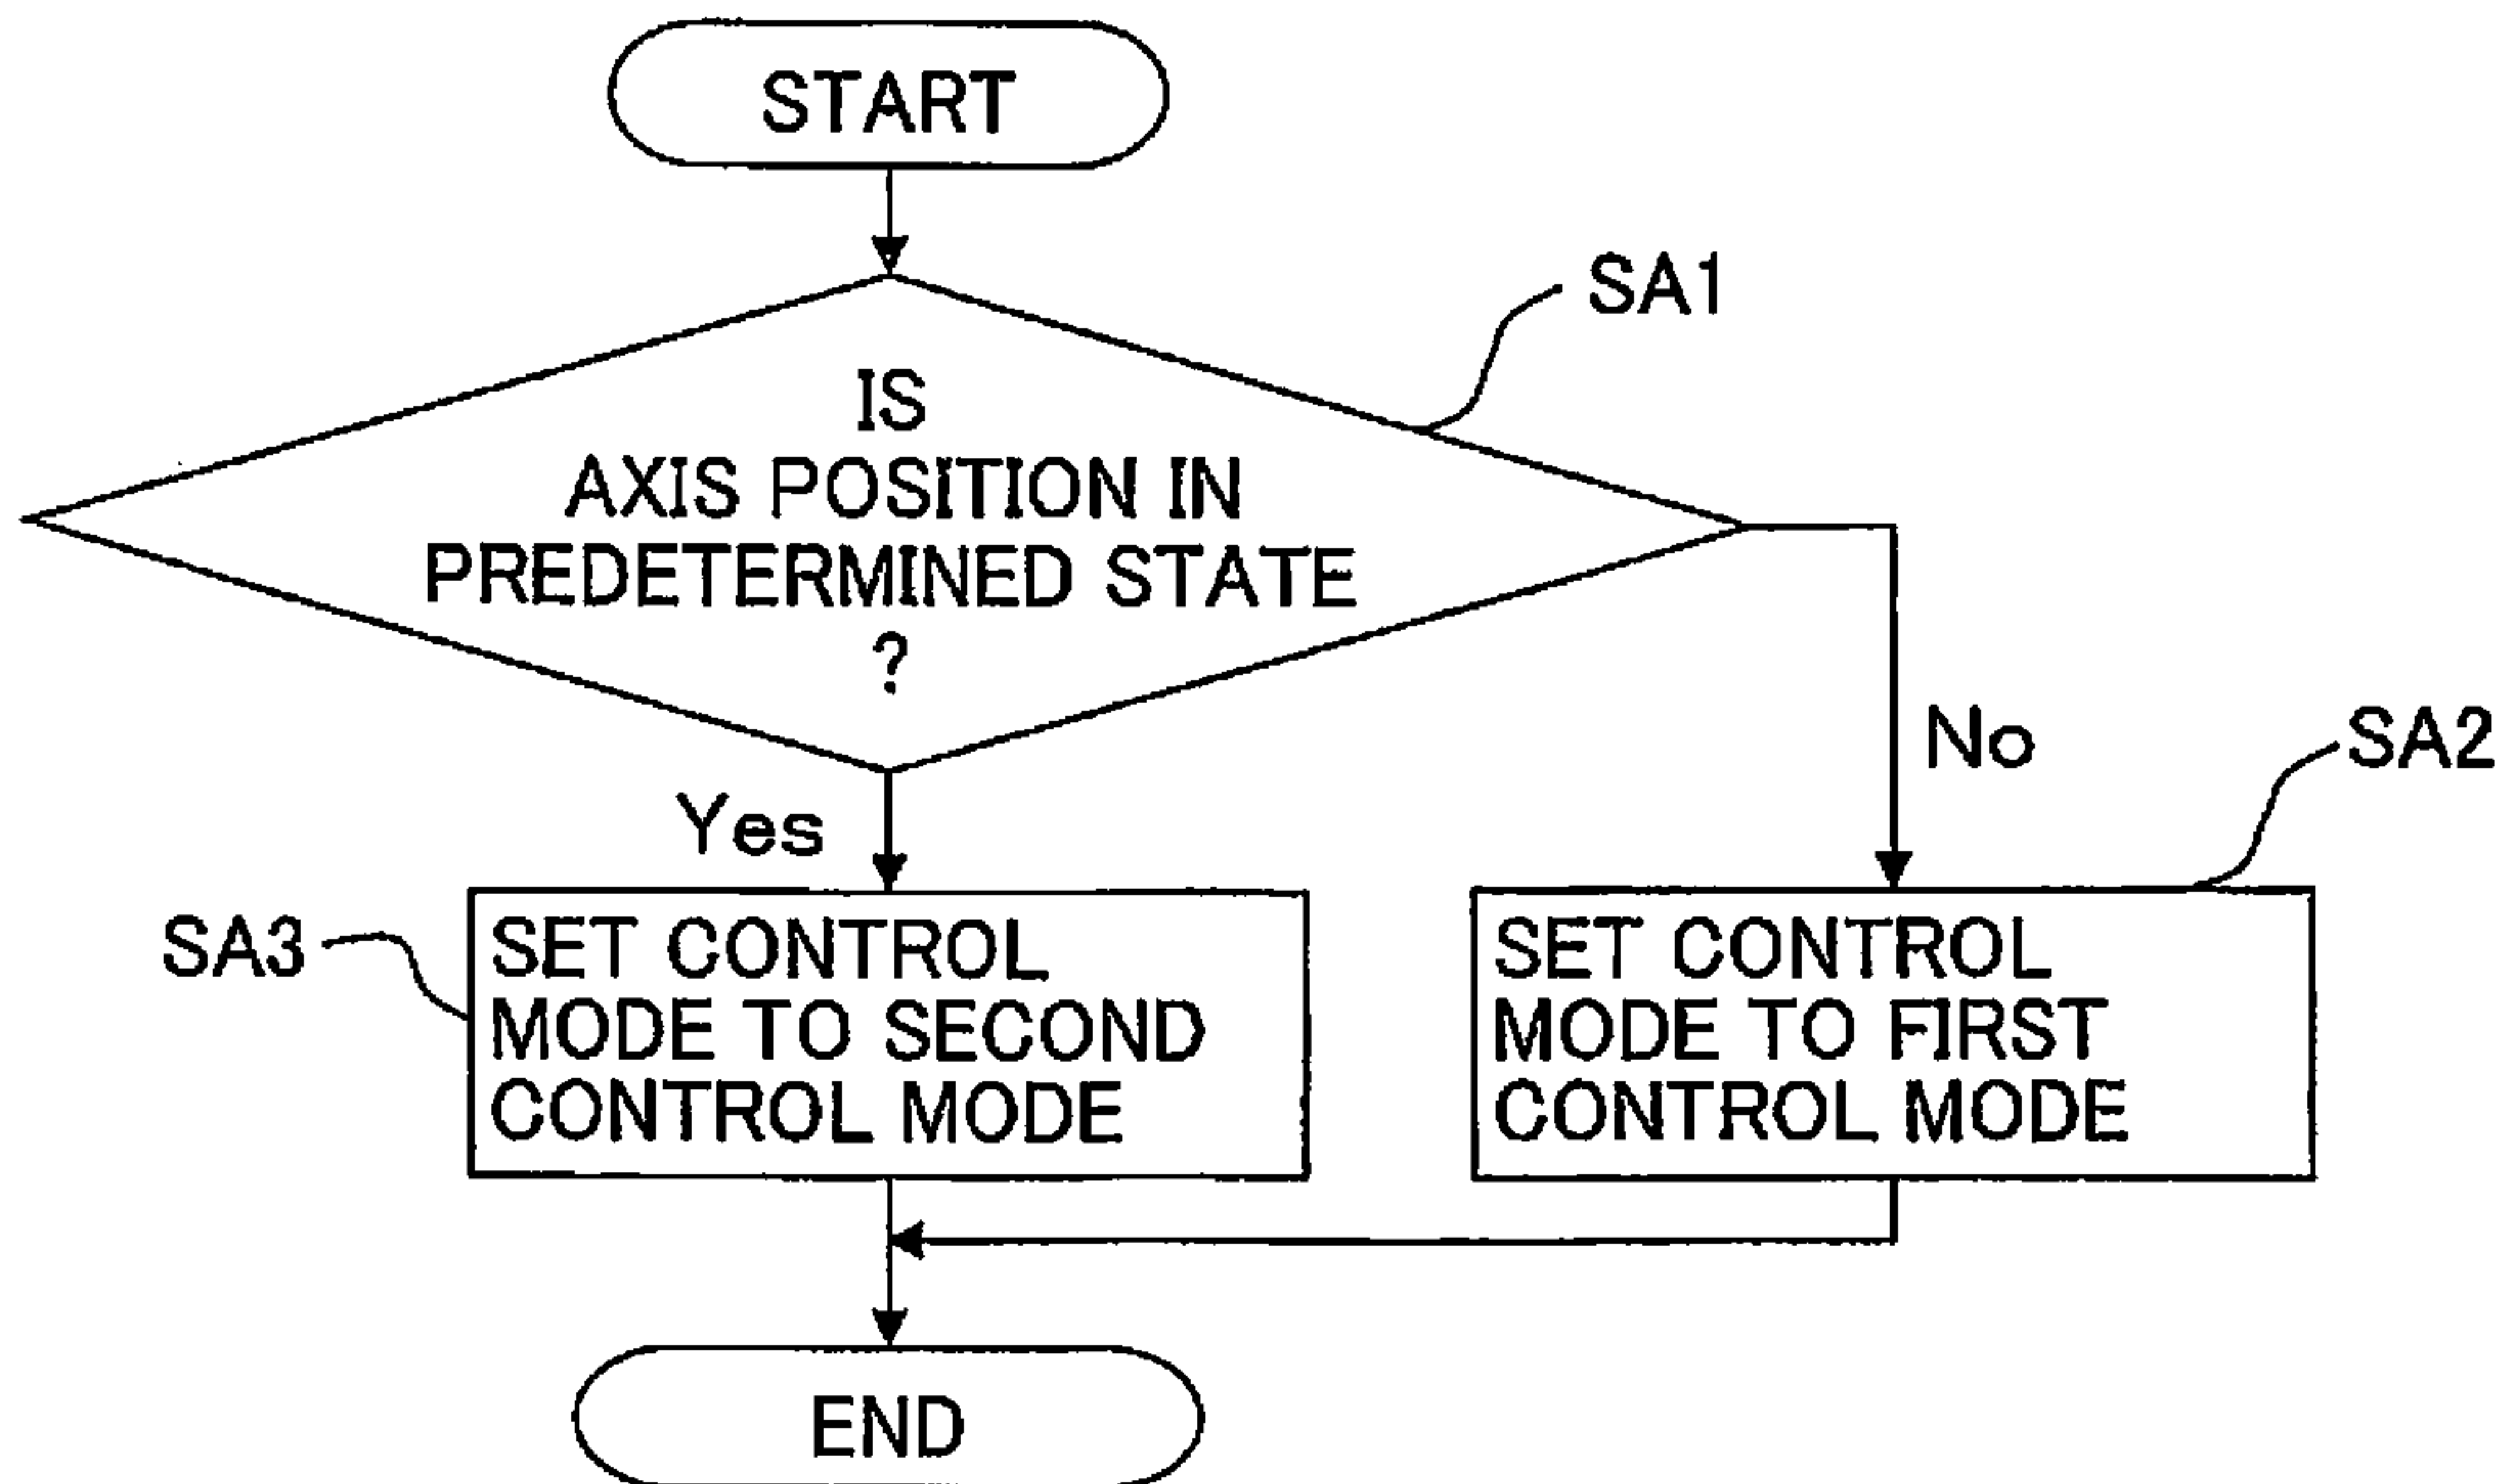 START
SA1
IS
AXIS POSITION IN
PREDETERMINED STATE
?
No
SA2
Yes
SA3
SET CONTROL
MODE TO SECOND
CONTROL MODE
SET CONTROL
MODE TO FIRST
CONTROL MODE
END